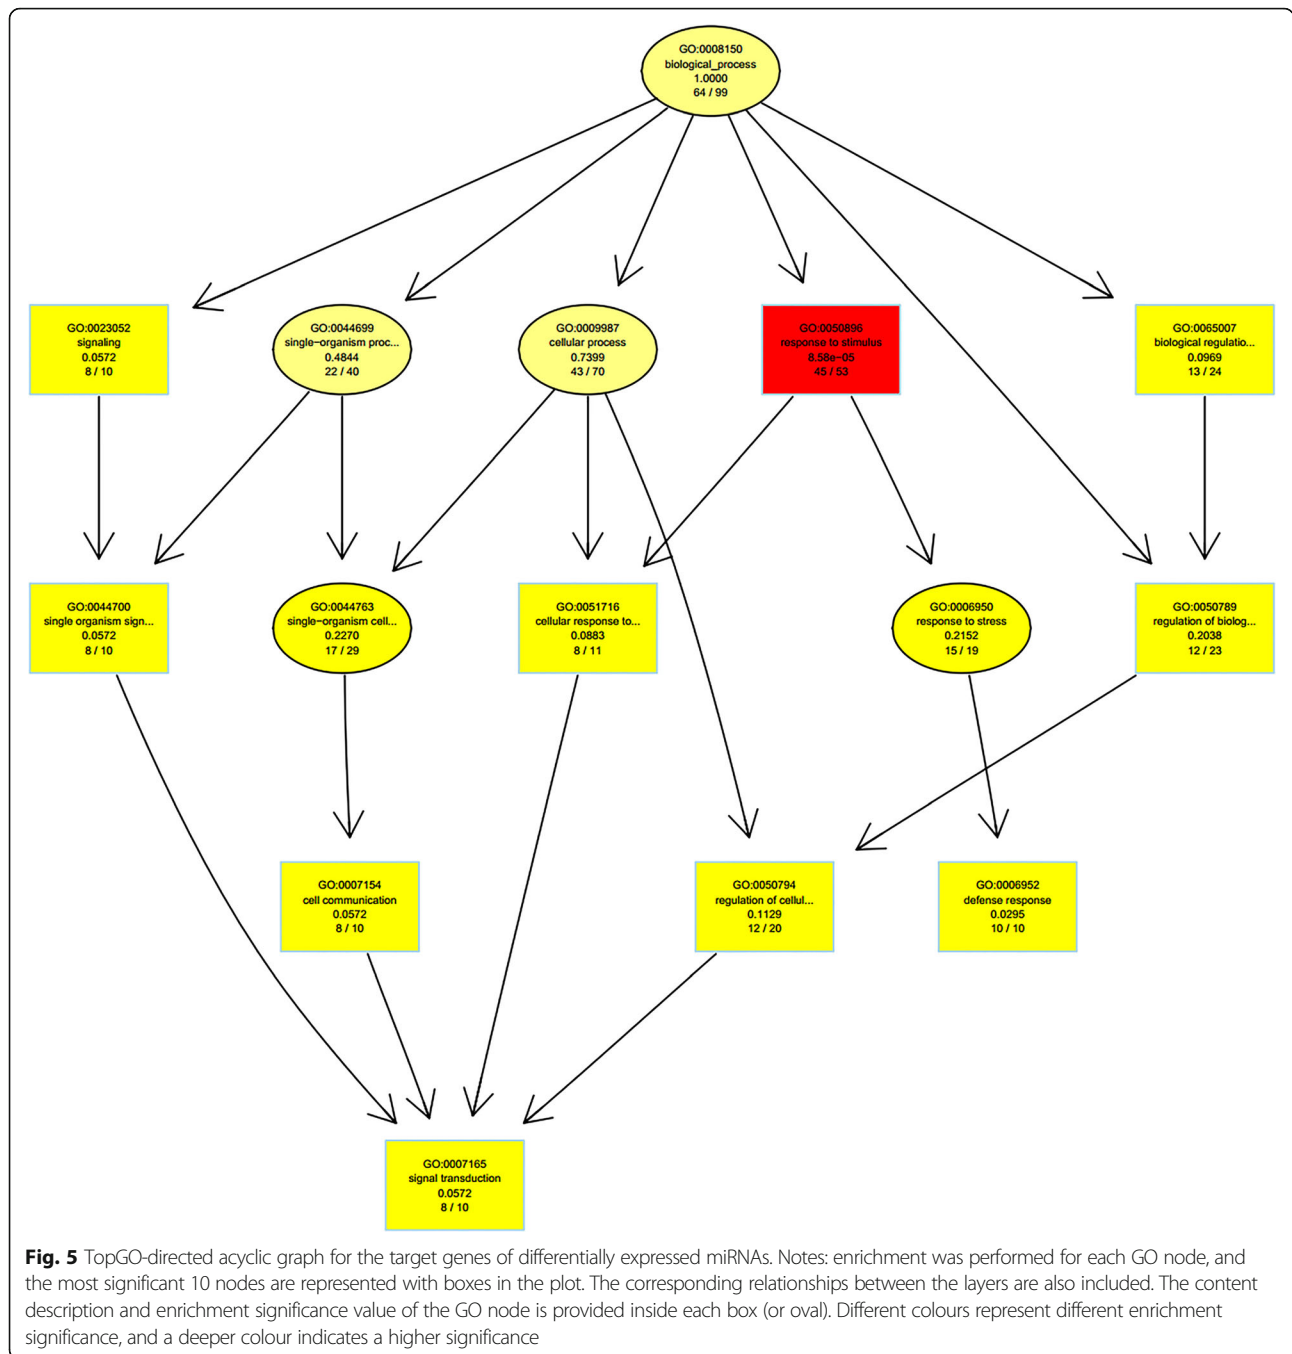 GO:0008150
biological_process
1.0000
64 / 99
GO:0023052
signaling
0.0572
8 / 10
GO:0044699
single−organism proc...
0.4844
22 / 40
GO:0009987
cellular process
0.7399
43 / 70
GO:0050896
response to stimulus
8.58e−05
45 / 53
GO:0065007
biological regulatio...
0.0969
13 / 24
GO:0044700
single organism sign...
0.0572
8 / 10
GO:0044763
single−organism cell...
0.2270
17 / 29
GO:0051716
cellular response to...
0.0883
8 / 11
GO:0006950
response to stress
0.2152
15 / 19
GO:0050789
regulation of biolog...
0.2038
12 / 23
GO:0007154
cell communication
0.0572
8 / 10
GO:0050794
regulation of cellul...
0.1129
12 / 20
GO:0006952
defense response
0.0295
10 / 10
GO:0007165
signal transduction
0.0572
8 / 10
Fig. 5 TopGO-directed acyclic graph for the target genes of differentially expressed miRNAs. Notes: enrichment was performed for each GO node, and
the most significant 10 nodes are represented with boxes in the plot. The corresponding relationships between the layers are also included. The content
description and enrichment significance value of the GO node is provided inside each box (or oval). Different colours represent different enrichment
significance, and a deeper colour indicates a higher significance